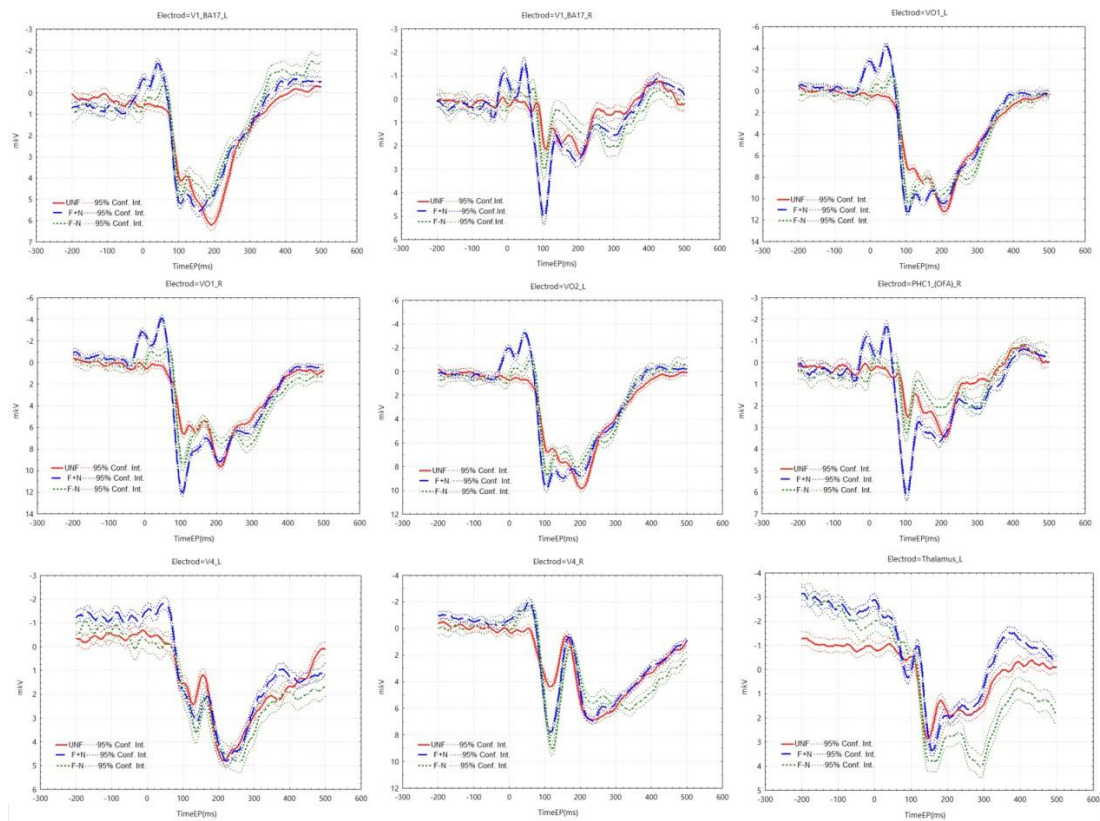 Electrod=V1_BA17_L
-3
-2
-1
0
1
2
3
4
5
6
7
mkV
UNF 95% Conf. Int.
F+N 95% Conf. Int.
F-N 95% Conf. Int.
-300 -200 -100 0 100 200 300 400 500 600
TimeEP(ms)
Electrod=V1_BA17_R
-3
-2
-1
0
1
2
3
4
5
6
mkV
UNF 95% Conf. Int.
F+N 95% Conf. Int.
F-N 95% Conf. Int.
-300 -200 -100 0 100 200 300 400 500 600
TimeEP(ms)
Electrod=VO1_L
-6
-4
-2
0
2
4
6
8
10
12
14
mkV
UNF 95% Conf. Int.
F+N 95% Conf. Int.
F-N 95% Conf. Int.
-300 -200 -100 0 100 200 300 400 500 600
TimeEP(ms)
Electrod=VO1_R
-6
-4
-2
0
2
4
6
8
10
12
14
mkV
UNF 95% Conf. Int.
F+N 95% Conf. Int.
F-N 95% Conf. Int.
-300 -200 -100 0 100 200 300 400 500 600
TimeEP(ms)
Electrod=VO2_L
-6
-4
-2
0
2
4
6
8
10
12
mkV
UNF 95% Conf. Int.
F+N 95% Conf. Int.
F-N 95% Conf. Int.
-300 -200 -100 0 100 200 300 400 500 600
TimeEP(ms)
Electrod=PHC1_(OFA)_R
-3
-2
-1
0
1
2
3
4
5
6
7
mkV
UNF 95% Conf. Int.
F+N 95% Conf. Int.
F-N 95% Conf. Int.
-300 -200 -100 0 100 200 300 400 500 600
TimeEP(ms)
Electrod=V4_L
-3
-2
-1
0
1
2
3
4
5
6
mkV
UNF 95% Conf. Int.
F+N 95% Conf. Int.
F-N 95% Conf. Int.
-300 -200 -100 0 100 200 300 400 500 600
TimeEP(ms)
Electrod=V4_R
-4
-2
0
2
4
6
8
10
12
mkV
UNF 95% Conf. Int.
F+N 95% Conf. Int.
F-N 95% Conf. Int.
-300 -200 -100 0 100 200 300 400 500 600
TimeEP(ms)
Electrod=Thalamus_L
-4
-3
-2
-1
0
1
2
3
4
5
mkV
UNF 95% Conf. Int.
F+N 95% Conf. Int.
F-N 95% Conf. Int.
-300 -200 -100 0 100 200 300 400 500 600
TimeEP(ms)